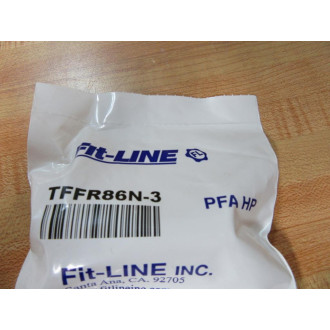 Fit-LINE
TFFR86N-3
PFA HP
Fit-LINE INC.
Santa Ana, CA. 92705